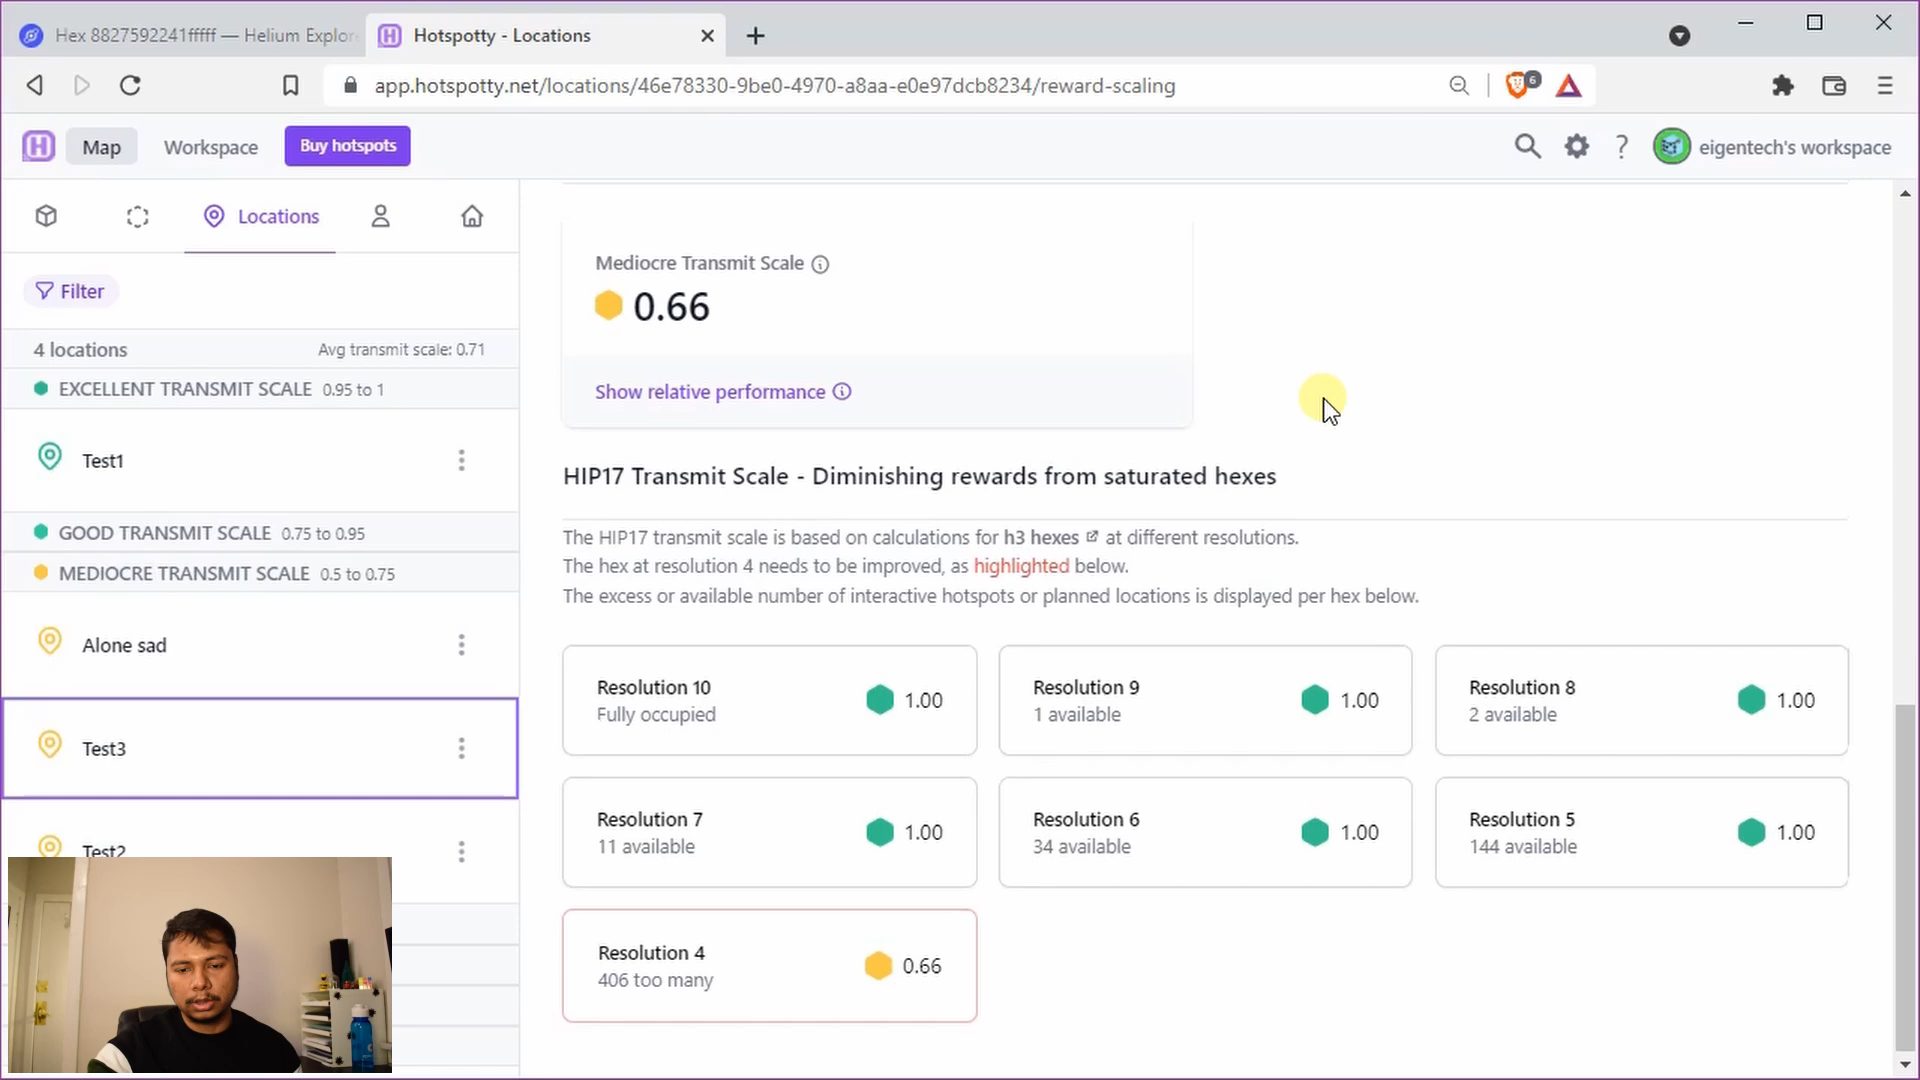 Hex 8827592241fffff — Helium Explor
Hotspotty - Locations
app.hotspotty.net/locations/46e78330-9be0-4970-a8aa-e0e97dcb8234/reward-scaling
6
Map
Workspace
Buy hotspots
?
eigentech's workspace
Locations
Filter
4 locations
Avg transmit scale: 0.71
EXCELLENT TRANSMIT SCALE 0.95 to 1
Test1
GOOD TRANSMIT SCALE 0.75 to 0.95
MEDIOCRE TRANSMIT SCALE 0.5 to 0.75
Alone sad
Test3
Test2
Mediocre Transmit Scale
0.66
Show relative performance
HIP17 Transmit Scale - Diminishing rewards from saturated hexes
The HIP17 transmit scale is based on calculations for h3 hexes at different resolutions.
The hex at resolution 4 needs to be improved, as highlighted below.
The excess or available number of interactive hotspots or planned locations is displayed per hex below.
Resolution 10
Fully occupied
1.00
Resolution 9
1 available
1.00
Resolution 8
2 available
1.00
Resolution 7
11 available
1.00
Resolution 6
34 available
1.00
Resolution 5
144 available
1.00
Resolution 4
406 too many
0.66